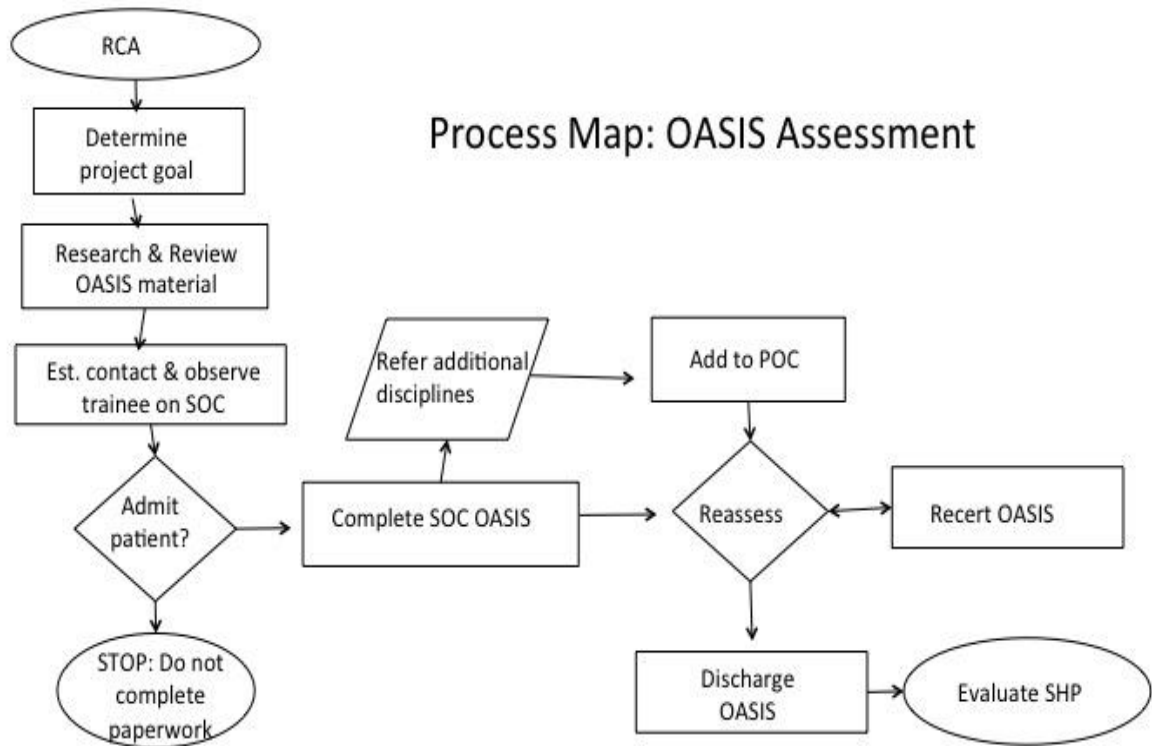 RCA
Process Map: OASIS Assessment
Determine
project goal
Research & Review
OASIS material
Est. contact & observe
trainee on SOC
Admit
patient?
STOP: Do not
complete
paperwork
Complete SOC OASIS
Refer additional
disciplines
Add to POC
Reassess
Recert OASIS
Discharge
OASIS
Evaluate SHP